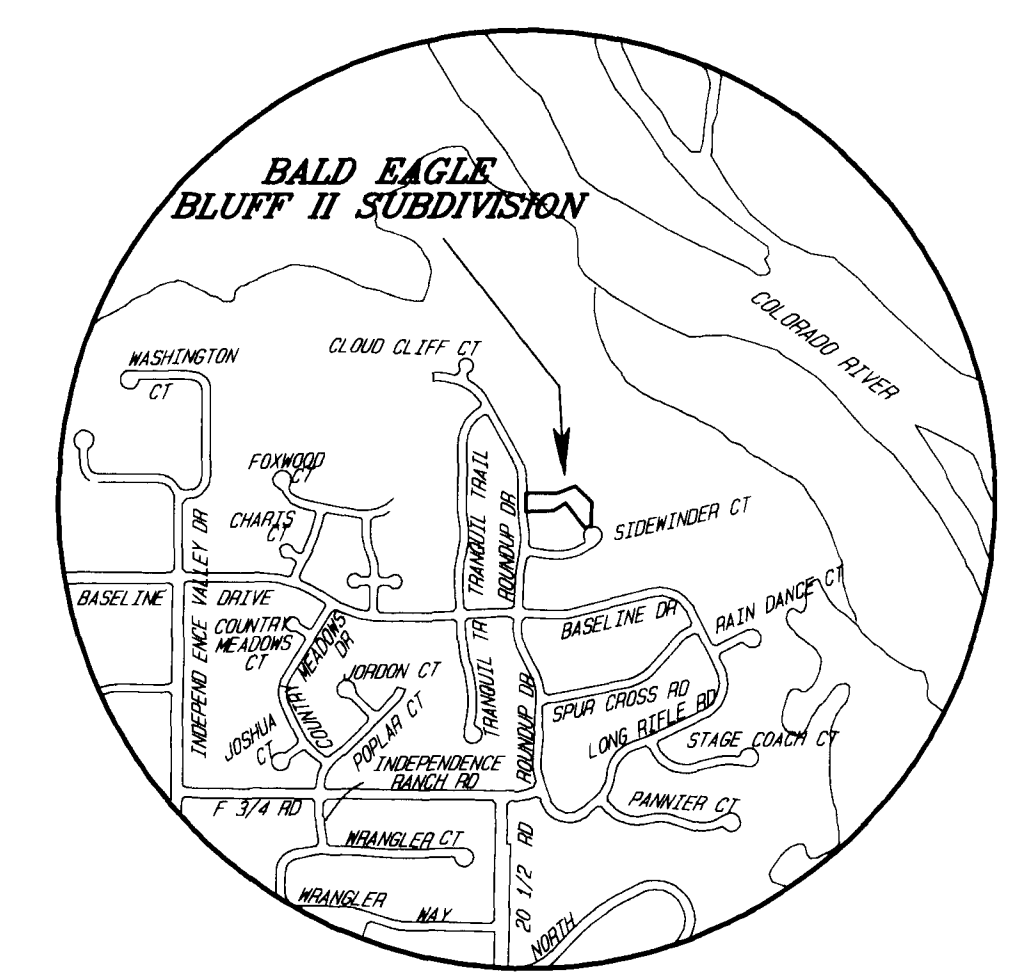 BALD EAGLE
BLUFF II SUBDIVISION
COLORADO RIVER
CLOUD CLIFF CT
WASHINGTON
CT
FOXWOOD
CT
CHARIS
CT
TRANQUIL TRAIL
ROUNDUP DR
SIDEWINDER CT
INDEPEND ENCE VALLEY DR
BASELINE DRIVE
COUNTRY
MEADOWS
CT
COUNTRY MEADOWS
DR
JORDON CT
POPLAR CT
JOSHUA
CT
TRANQUIL TR
ROUNDUP DR
BASELINE DR
RAIN DANCE CT
SPUR CROSS RD
LONG RIFLE RD
STAGE COACH CT
PANNIER CT
INDEPENDENCE
RANCH RD
F 3/4 RD
WRANGLER CT
WRANGLER WAY
20 1/2 RD
NORTH